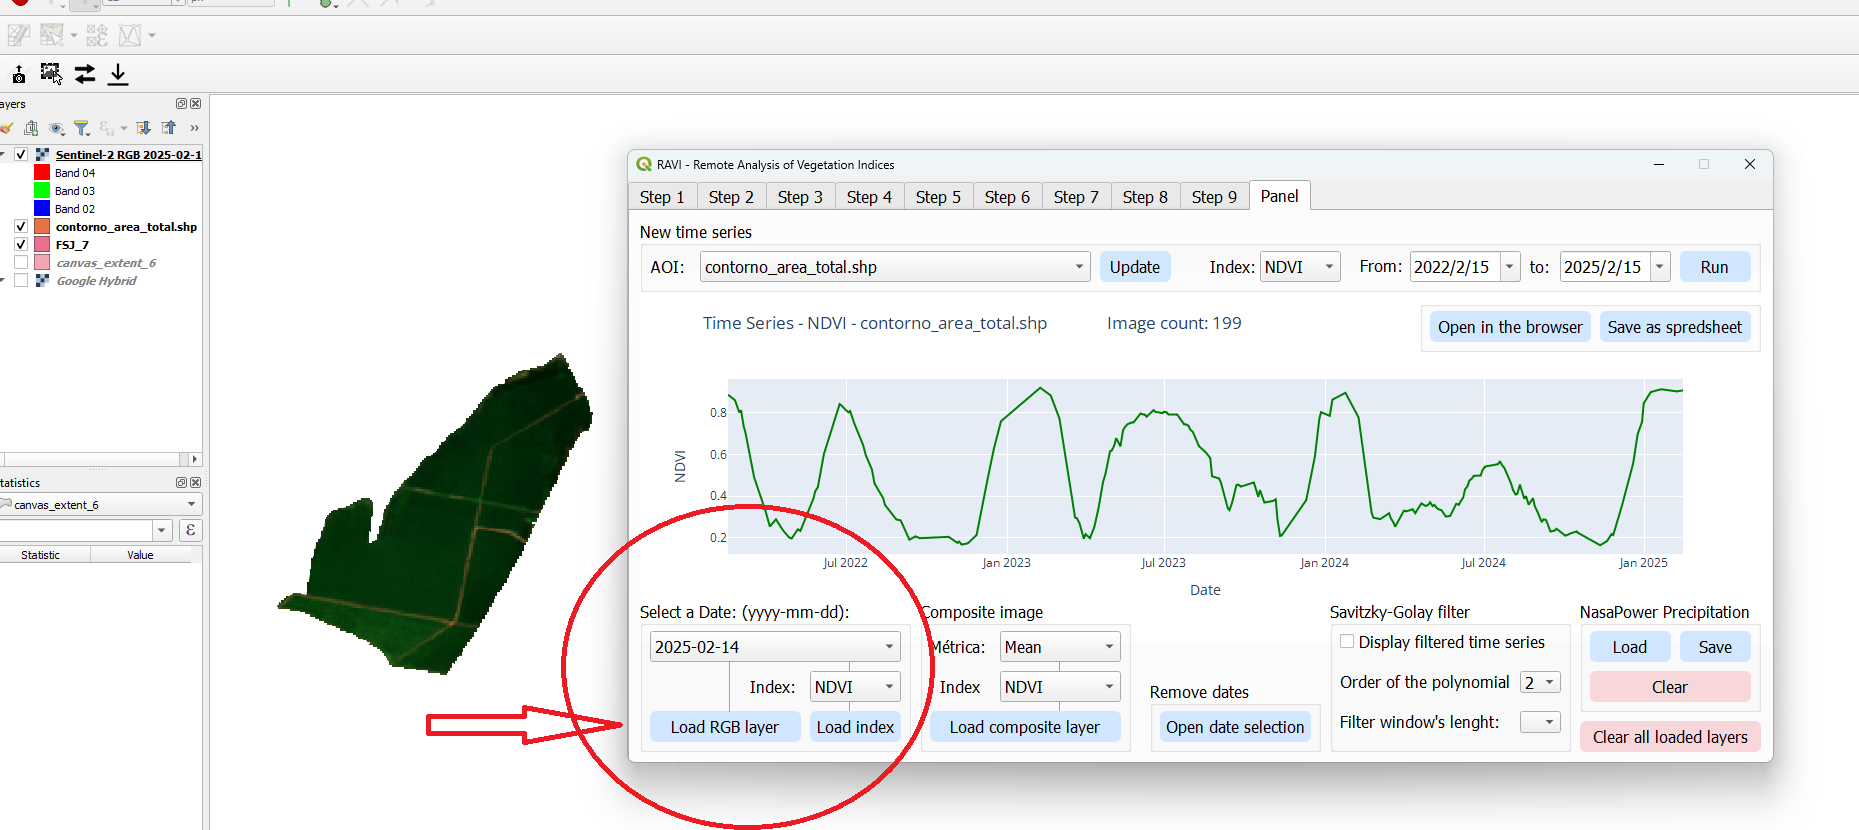 ayers
Sentinel-2 RGB 2025-02-1
Band 04
Band 03
Band 02
contorno_area_total.shp
FSJ_7
canvas_extent_6
Google Hybrid
tatistics
canvas_extent_6
ε
Statistic Value
RAVI - Remote Analysis of Vegetation Indices
Step 1 Step 2 Step 3 Step 4 Step 5 Step 6 Step 7 Step 8 Step 9 Panel
New time series
AOI: contorno_area_total.shp Update Index: NDVI From: 2022/2/15 to: 2025/2/15 Run
Time Series - NDVI - contorno_area_total.shp Image count: 199
Open in the browser Save as spredsheet
NDVI
0.8
0.6
0.4
0.2
Jul 2022 Jan 2023 Jul 2023 Jan 2024 Jul 2024 Jan 2025
Date
Select a Date: (yyyy-mm-dd):
2025-02-14
Index: NDVI
Load RGB layer Load index
Composite image
Métrica: Mean
Index NDVI
Load composite layer
Remove dates
Open date selection
Savitzky-Golay filter
Display filtered time series
Order of the polynomial 2
Filter window's lenght:
NasaPower Precipitation
Load Save
Clear
Clear all loaded layers